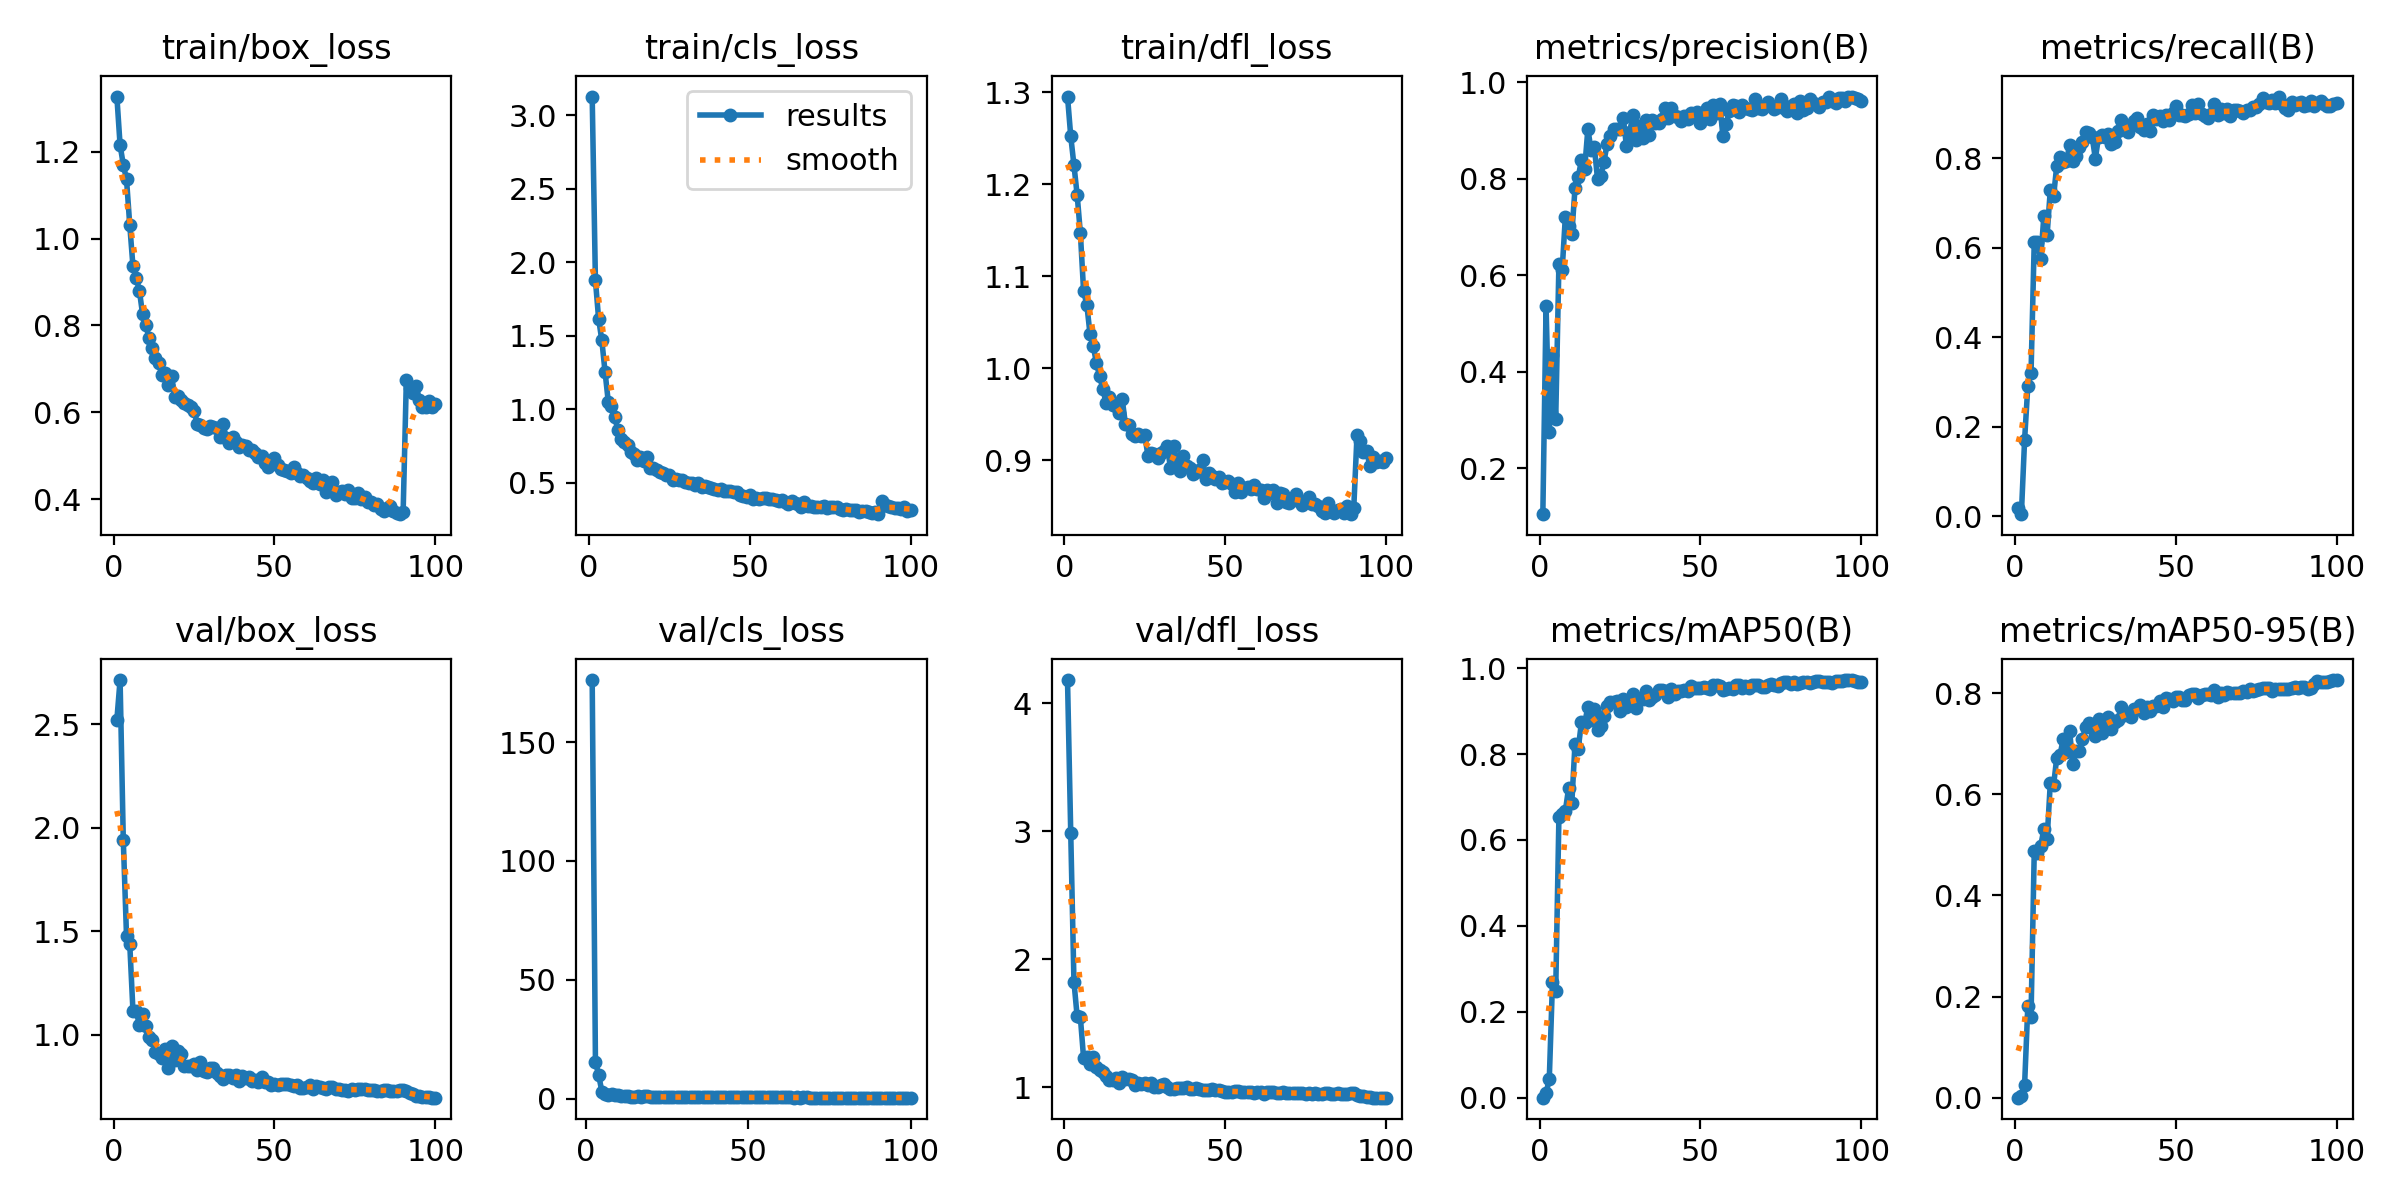 train/box_loss
1.2
1.0
0.8
0.6
0.4
0 50 100
train/cls_loss
results
smooth
3.0
2.5
2.0
1.5
1.0
0.5
0 50 100
train/dfl_loss
1.3
1.2
1.1
1.0
0.9
0 50 100
metrics/precision(B)
1.0
0.8
0.6
0.4
0.2
0 50 100
metrics/recall(B)
0.8
0.6
0.4
0.2
0.0
0 50 100
val/box_loss
2.5
2.0
1.5
1.0
0 50 100
val/cls_loss
150
100
50
0
0 50 100
val/dfl_loss
4
3
2
1
0 50 100
metrics/mAP50(B)
1.0
0.8
0.6
0.4
0.2
0.0
0 50 100
metrics/mAP50-95(B)
0.8
0.6
0.4
0.2
0.0
0 50 100